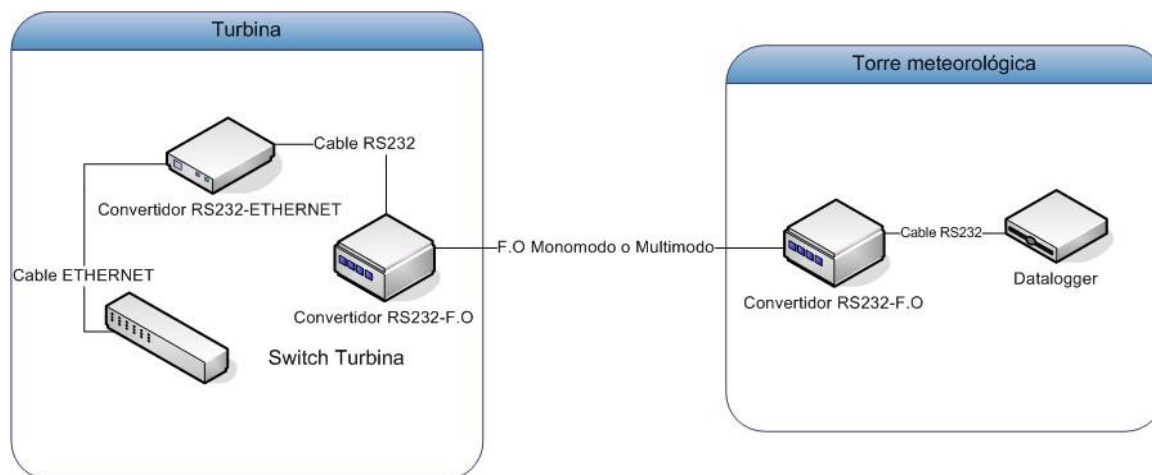 Turbina
Cable RS232
Convertidor RS232-ETHERNET
Cable ETHERNET
Convertidor RS232-F.O
Switch Turbina
F.O Monomodo o Multimodo
Torre meteorológica
Cable RS232
Convertidor RS232-F.O
Datalogger